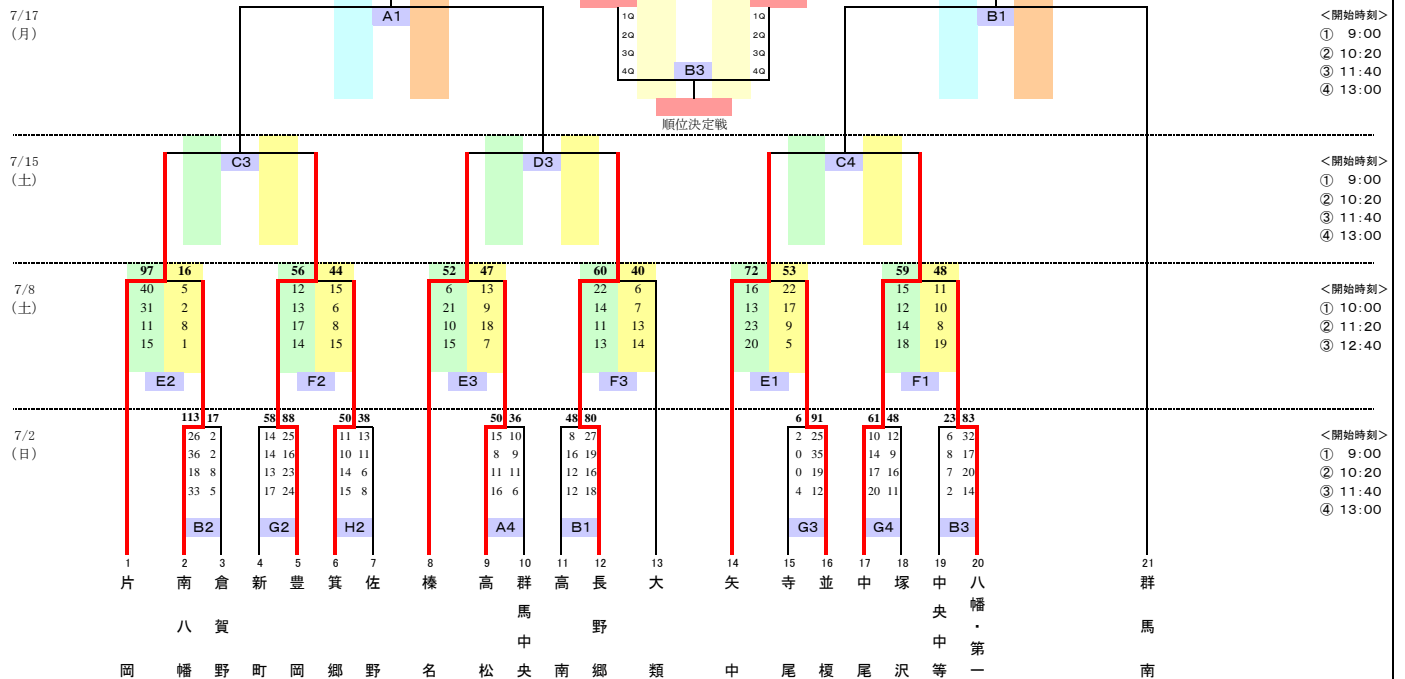 7/17
(月)
A1
1Q 1Q
2Q 2Q
3Q 3Q
4Q 4Q
B3
順位決定戦
B1
<開始時刻>
① 9:00
② 10:20
③ 11:40
④ 13:00
7/15
(土)
C3 D3 C4
<開始時刻>
① 9:00
② 10:20
③ 11:40
④ 13:00
7/8
(土)
97 16 56 44 52 47 60 40 72 53 59 48
40 5 12 15 6 13 22 6 16 22 15 11
31 2 13 6 21 9 14 7 13 17 12 10
11 8 17 8 10 18 11 13 23 9 14 8
15 1 14 15 15 7 13 14 20 5 18 19
E2 F2 E3 F3 E1 F1
<開始時刻>
① 10:00
② 11:20
③ 12:40
7/2
(日)
113 17 58 88 50 38 50 36 48 80 6 91 61 48 23 83
26 2 14 25 11 13 15 10 8 27 2 25 10 12 6 32
36 2 14 16 10 11 8 9 16 19 0 35 14 9 8 17
18 8 13 23 14 6 11 11 12 16 0 19 17 16 7 20
33 5 17 24 15 8 16 6 12 18 4 12 20 11 2 14
B2 G2 H2 A4 B1 G3 G4 B3
<開始時刻>
① 9:00
② 10:20
③ 11:40
④ 13:00
1 片岡
2 南八幡
3 倉賀野
4 新町
5 豊岡
6 箕郷
7 佐野
8 榛名
9 高松
10 群馬中央
11 高南
12 長野郷
13 大類
14 矢中
15 寺尾
16 並榎
17 中尾
18 塚沢
19 中央中等
20 八幡・第一
21 群馬南